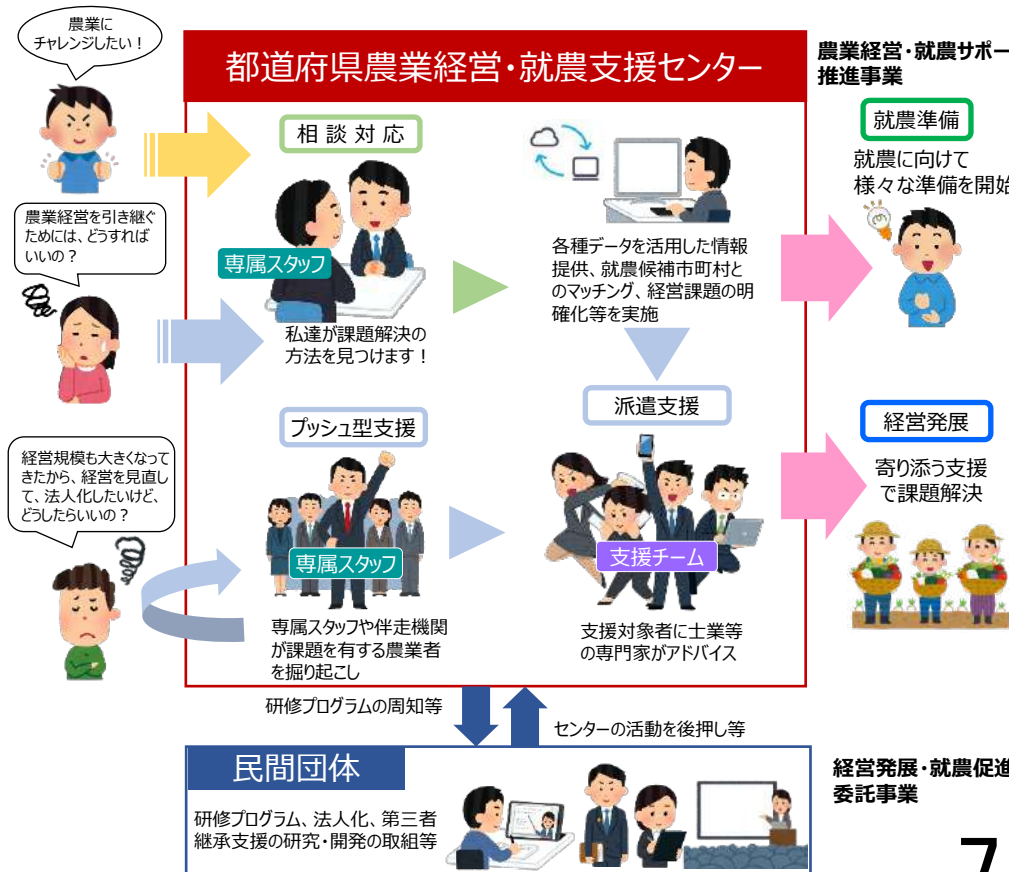 農業に
チャレンジしたい！
都道府県農業経営・就農支援センター
農業経営・就農サポー
推進事業
相談対応
就農準備
就農に向けて
様々な準備を開始
農業経営を引き継ぐ
ためには、どうすれば
いいの？
専属スタッフ
私達が課題解決の
方法を見つけます！
各種データを活用した情報
提供、就農候補市町村と
のマッチング、経営課題の明
確化等を実施
プッシュ型支援
派遣支援
経営発展
寄り添う支援
で課題解決
経営規模も大きくなって
きたから、経営を見直し
て、法人化したいけど、
どうしたらいいの？
専属スタッフ
支援チーム
専属スタッフや伴走機関
が課題を有する農業者
を掘り起こし
支援対象者に士業等
の専門家がアドバイス
研修プログラムの周知等
センターの活動を後押し等
民間団体
研修プログラム、法人化、第三者
継承支援の研究・開発の取組等
経営発展・就農促進
委託事業
7